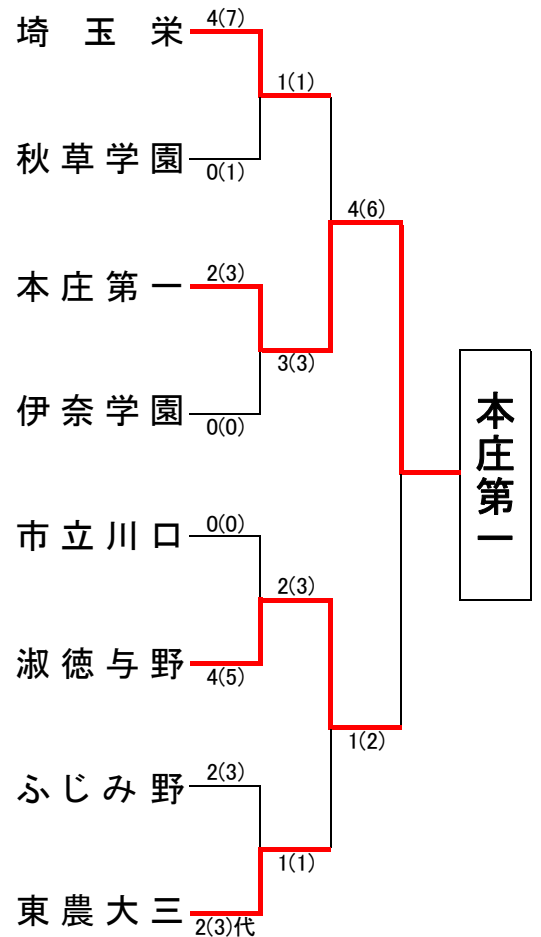 埼玉栄
4(7)
1(1)
秋草学園
0(1)
4(6)
本庄第一
2(3)
3(3)
伊奈学園
0(0)
本庄第一
市立川口
0(0)
2(3)
淑徳与野
4(5)
1(2)
ふじみ野
2(3)
1(1)
東農大三
2(3)代